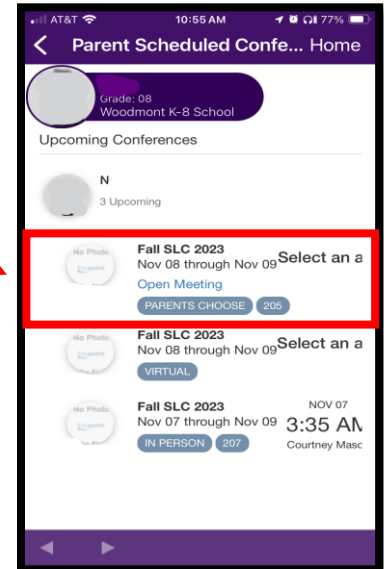 AT&T 10:55 AM 77%
Parent Scheduled Confe... Home
Grade: 08
Woodmont K-8 School
Upcoming Conferences
N
3 Upcoming
No Photo
Fall SLC 2023
Nov 08 through Nov 09 Select an a
Open Meeting
PARENTS CHOOSE 205
No Photo
Fall SLC 2023
Nov 08 through Nov 09 Select an a
VIRTUAL
No Photo
Fall SLC 2023 NOV 07
Nov 07 through Nov 09 3:35 AM
IN PERSON 207 Courtney Masc